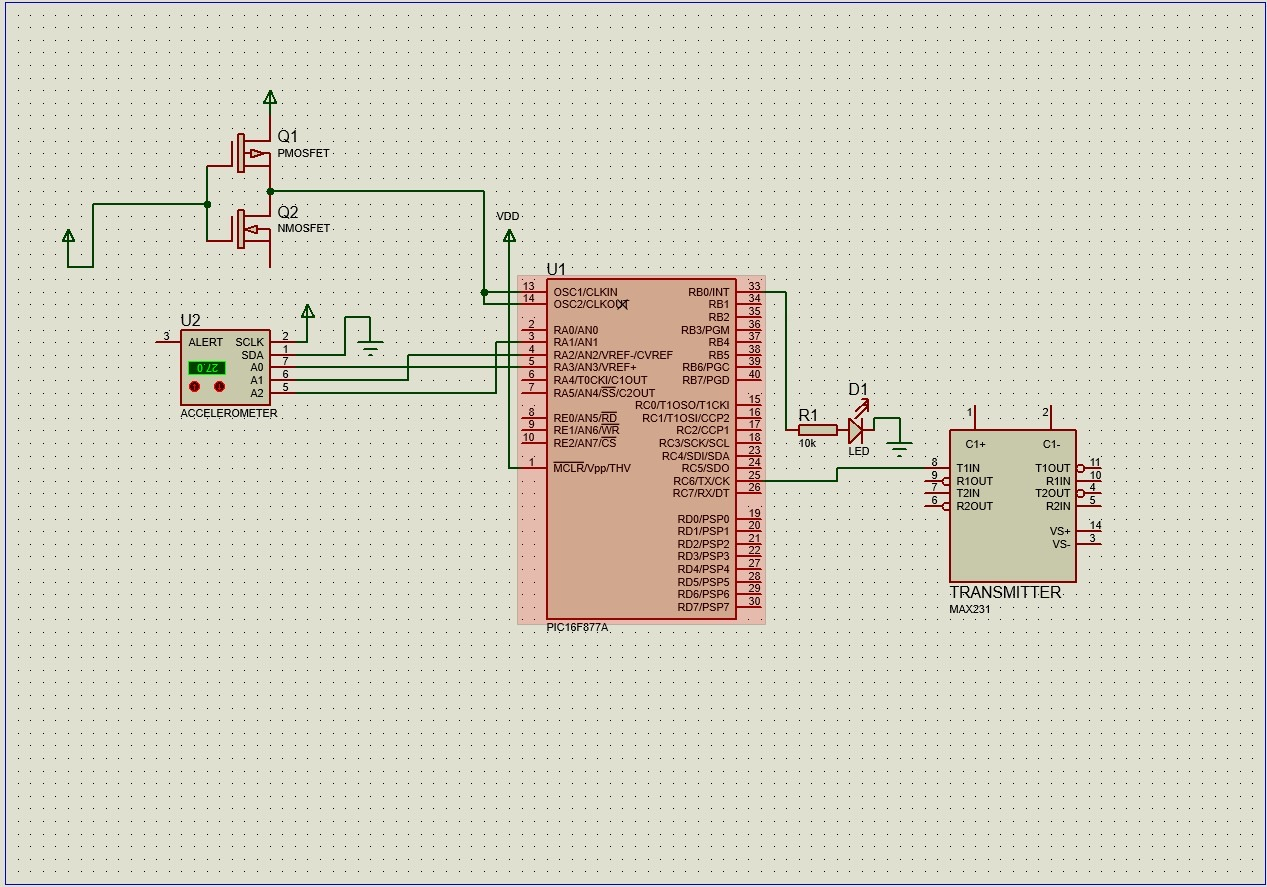 Q1
PMOSFET
Q2
NMOSFET
VDD
U1
13 OSC1/CLKIN
14 OSC2/CLKOUT
2 RA0/AN0
3 RA1/AN1
4 RA2/AN2/VREF-/CVREF
5 RA3/AN3/VREF+
6 RA4/T0CKI/C1OUT
7 RA5/AN4/SS/C2OUT
8 RE0/AN5/RD
9 RE1/AN6/WR
10 RE2/AN7/CS
1 MCLR/Vpp/THV
RB0/INT 33
RB1 34
RB2 35
RB3/PGM 36
RB4 37
RB5 38
RB6/PGC 39
RB7/PGD 40
RC0/T1OSO/T1CKI 15
RC1/T1OSI/CCP2 16
RC2/CCP1 17
RC3/SCK/SCL 18
RC4/SDI/SDA 23
RC5/SDO 24
RC6/TX/CK 25
RC7/RX/DT 26
RD0/PSP0 19
RD1/PSP1 20
RD2/PSP2 21
RD3/PSP3 22
RD4/PSP4 27
RD5/PSP5 28
RD6/PSP6 29
RD7/PSP7 30
PIC16F877A
U2
3 ALERT SCLK 2
SDA 1
27.0 A0 7
A1 6
A2 5
ACCELEROMETER
D1
R1
10k
LED
1 2
C1+ C1-
8 T1IN T1OUT 11
9 R1OUT R1IN 10
7 T2IN T2OUT 4
6 R2OUT R2IN 5
VS+ 14
VS- 3
TRANSMITTER
MAX231